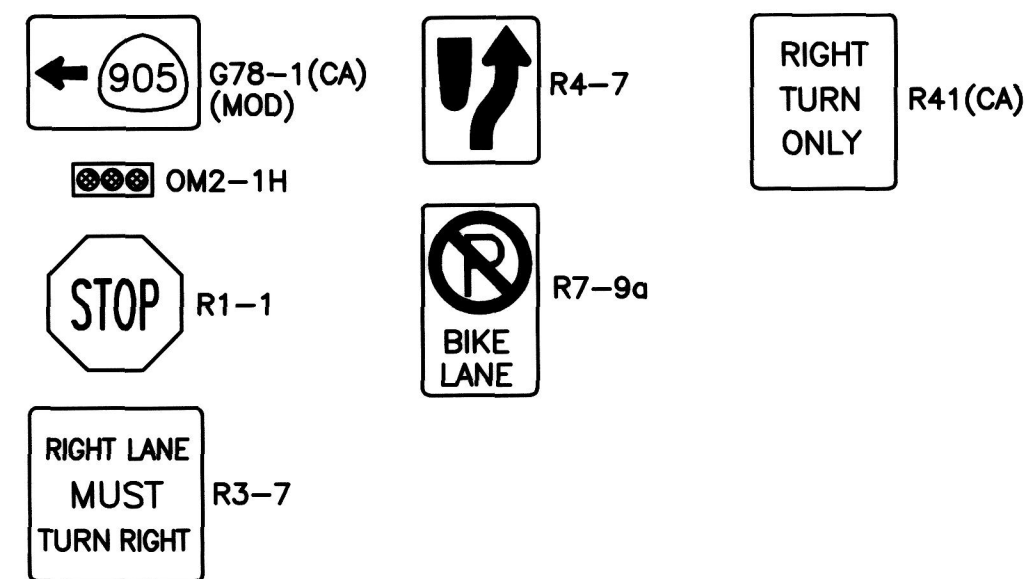 905
G78-1(CA)
(MOD)
OM2-1H
STOP
R1-1
RIGHT LANE
MUST
TURN RIGHT
R3-7
R4-7
P
BIKE
LANE
R7-9a
RIGHT
TURN
ONLY
R41(CA)